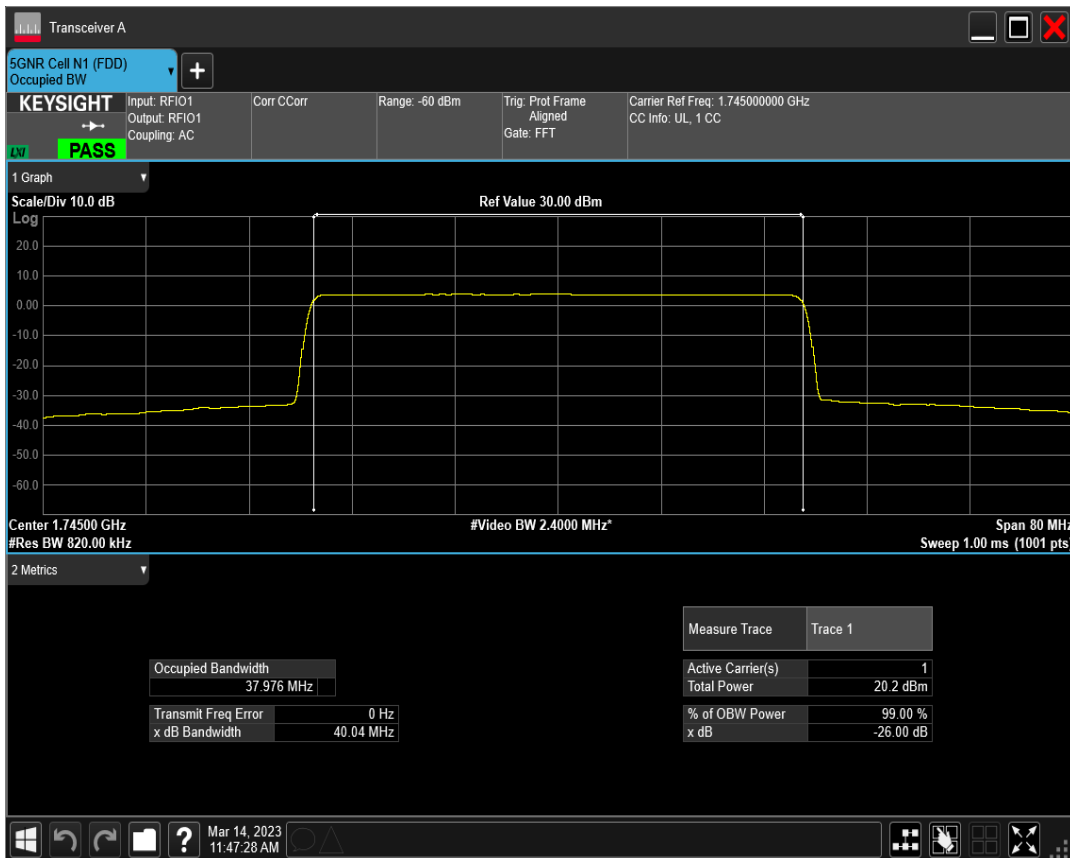 Transceiver A
5GNR Cell N1 (FDD)
Occupied BW
KEYSIGHT
LXI
PASS
Input: RFIO1
Output: RFIO1
Coupling: AC
Corr CCorr
Range: -60 dBm
Trig: Prot Frame
Aligned
Gate: FFT
Carrier Ref Freq: 1.745000000 GHz
CC Info: UL, 1 CC
1 Graph
Scale/Div 10.0 dB
Ref Value 30.00 dBm
Log
20.0
10.0
0.00
-10.0
-20.0
-30.0
-40.0
-50.0
-60.0
Center 1.74500 GHz
#Video BW 2.4000 MHz*
Span 80 MHz
#Res BW 820.00 kHz
Sweep 1.00 ms (1001 pts)
2 Metrics
Measure Trace Trace 1
Occupied Bandwidth
37.976 MHz
Active Carrier(s) 1
Total Power 20.2 dBm
Transmit Freq Error 0 Hz
x dB Bandwidth 40.04 MHz
% of OBW Power 99.00 %
x dB -26.00 dB
?
Mar 14, 2023
11:47:28 AM